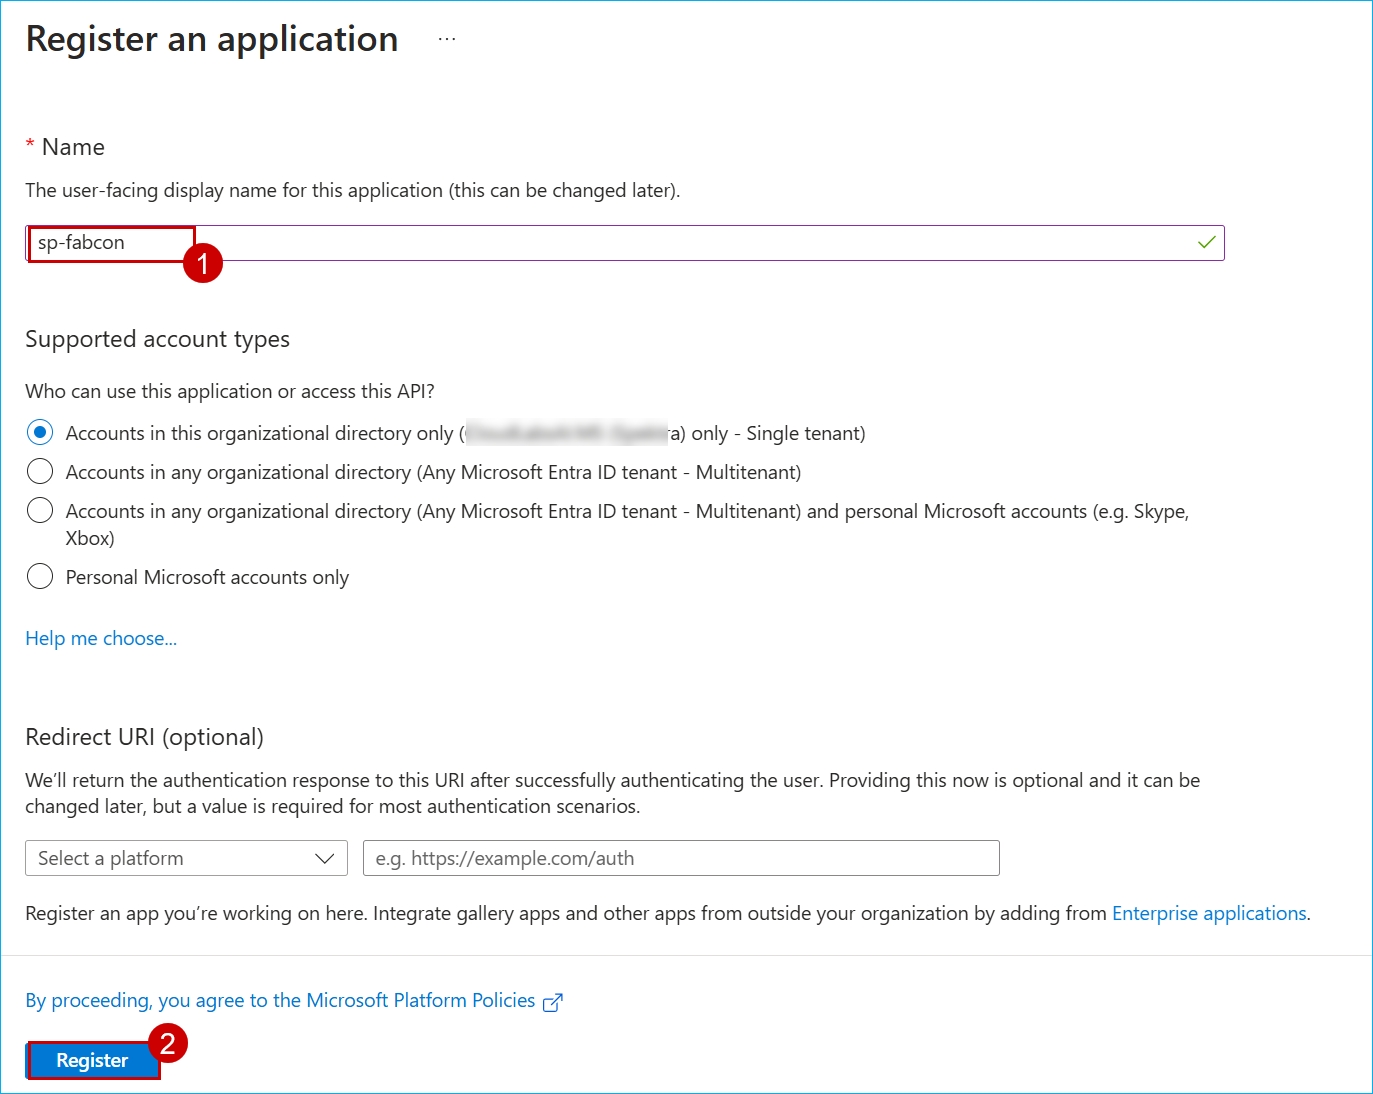 Register an application ...
* Name
The user-facing display name for this application (this can be changed later).
sp-fabcon
1
Supported account types
Who can use this application or access this API?
Accounts in this organizational directory only ( a) only - Single tenant)
Accounts in any organizational directory (Any Microsoft Entra ID tenant - Multitenant)
Accounts in any organizational directory (Any Microsoft Entra ID tenant - Multitenant) and personal Microsoft accounts (e.g. Skype,
Xbox)
Personal Microsoft accounts only
Help me choose...
Redirect URI (optional)
We'll return the authentication response to this URI after successfully authenticating the user. Providing this now is optional and it can be
changed later, but a value is required for most authentication scenarios.
Select a platform
e.g. https://example.com/auth
Register an app you're working on here. Integrate gallery apps and other apps from outside your organization by adding from Enterprise applications.
By proceeding, you agree to the Microsoft Platform Policies
2
Register